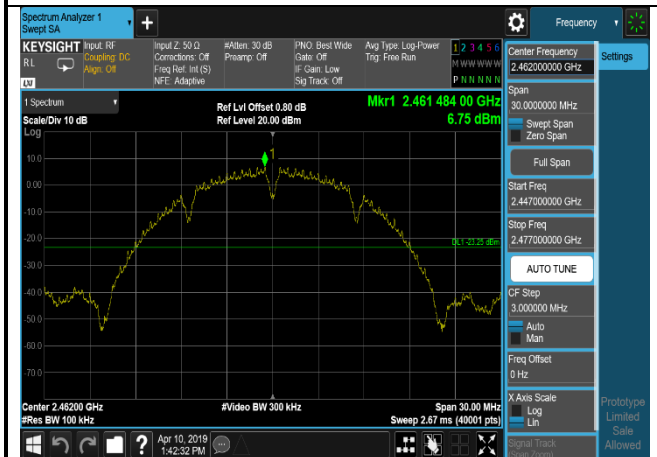 Spectrum Analyzer 1
Swept SA
+
Frequency
KEYSIGHT
RL
LXI
Input: RF
Coupling: DC
Align: Off
Input Z: 50 Ω
Corrections: Off
Freq Ref: Int (S)
NFE: Adaptive
#Atten: 30 dB
Preamp: Off
PNO: Best Wide
Gate: Off
IF Gain: Low
Sig Track: Off
Avg Type: Log-Power
Trig: Free Run
1 2 3 4 5 6
M W W W W W
P N N N N N
1 Spectrum
Scale/Div 10 dB
Log
Ref Lvl Offset 0.80 dB
Ref Level 20.00 dBm
Mkr1 2.461 484 00 GHz
6.75 dBm
1
10.0
0.00
-10.0
-20.0
-30.0
-40.0
-50.0
-60.0
-70.0
DL1 -23.25 dBm
Center 2.46200 GHz
#Res BW 100 kHz
#Video BW 300 kHz
Span 30.00 MHz
Sweep 2.67 ms (40001 pts)
Center Frequency
2.462000000 GHz
Span
30.0000000 MHz
Swept Span
Zero Span
Full Span
Start Freq
2.447000000 GHz
Stop Freq
2.477000000 GHz
AUTO TUNE
CF Step
3.000000 MHz
Auto
Man
Freq Offset
0 Hz
X Axis Scale
Log
Lin
Signal Track
(Span Zoom)
Settings
Prototype
Limited
Sale
Allowed
?
Apr 10, 2019
1:42:32 PM